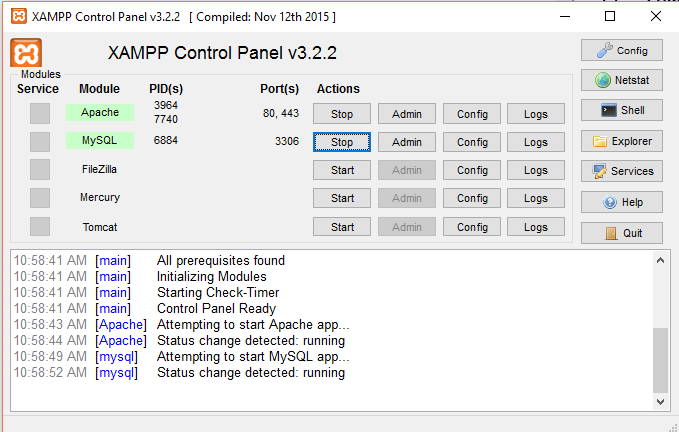 XAMPP Control Panel v3.2.2 [ Compiled: Nov 12th 2015 ]
XAMPP Control Panel v3.2.2
Config
Modules
Service Module PID(s) Port(s) Actions
Netstat
Apache 3964 7740 80, 443 Stop Admin Config Logs
Shell
MySQL 6884 3306 Stop Admin Config Logs
Explorer
FileZilla Start Admin Config Logs
Services
Mercury Start Admin Config Logs
Help
Tomcat Start Admin Config Logs
Quit
10:58:41 AM [main] All prerequisites found
10:58:41 AM [main] Initializing Modules
10:58:41 AM [main] Starting Check-Timer
10:58:41 AM [main] Control Panel Ready
10:58:43 AM [Apache] Attempting to start Apache app...
10:58:44 AM [Apache] Status change detected: running
10:58:49 AM [mysql] Attempting to start MySQL app...
10:58:52 AM [mysql] Status change detected: running